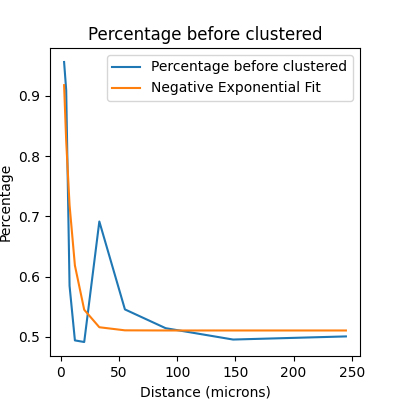 Percentage before clustered
Percentage before clustered
Negative Exponential Fit
Percentage
0.9
0.8
0.7
0.6
0.5
0
50
100
150
200
250
Distance (microns)